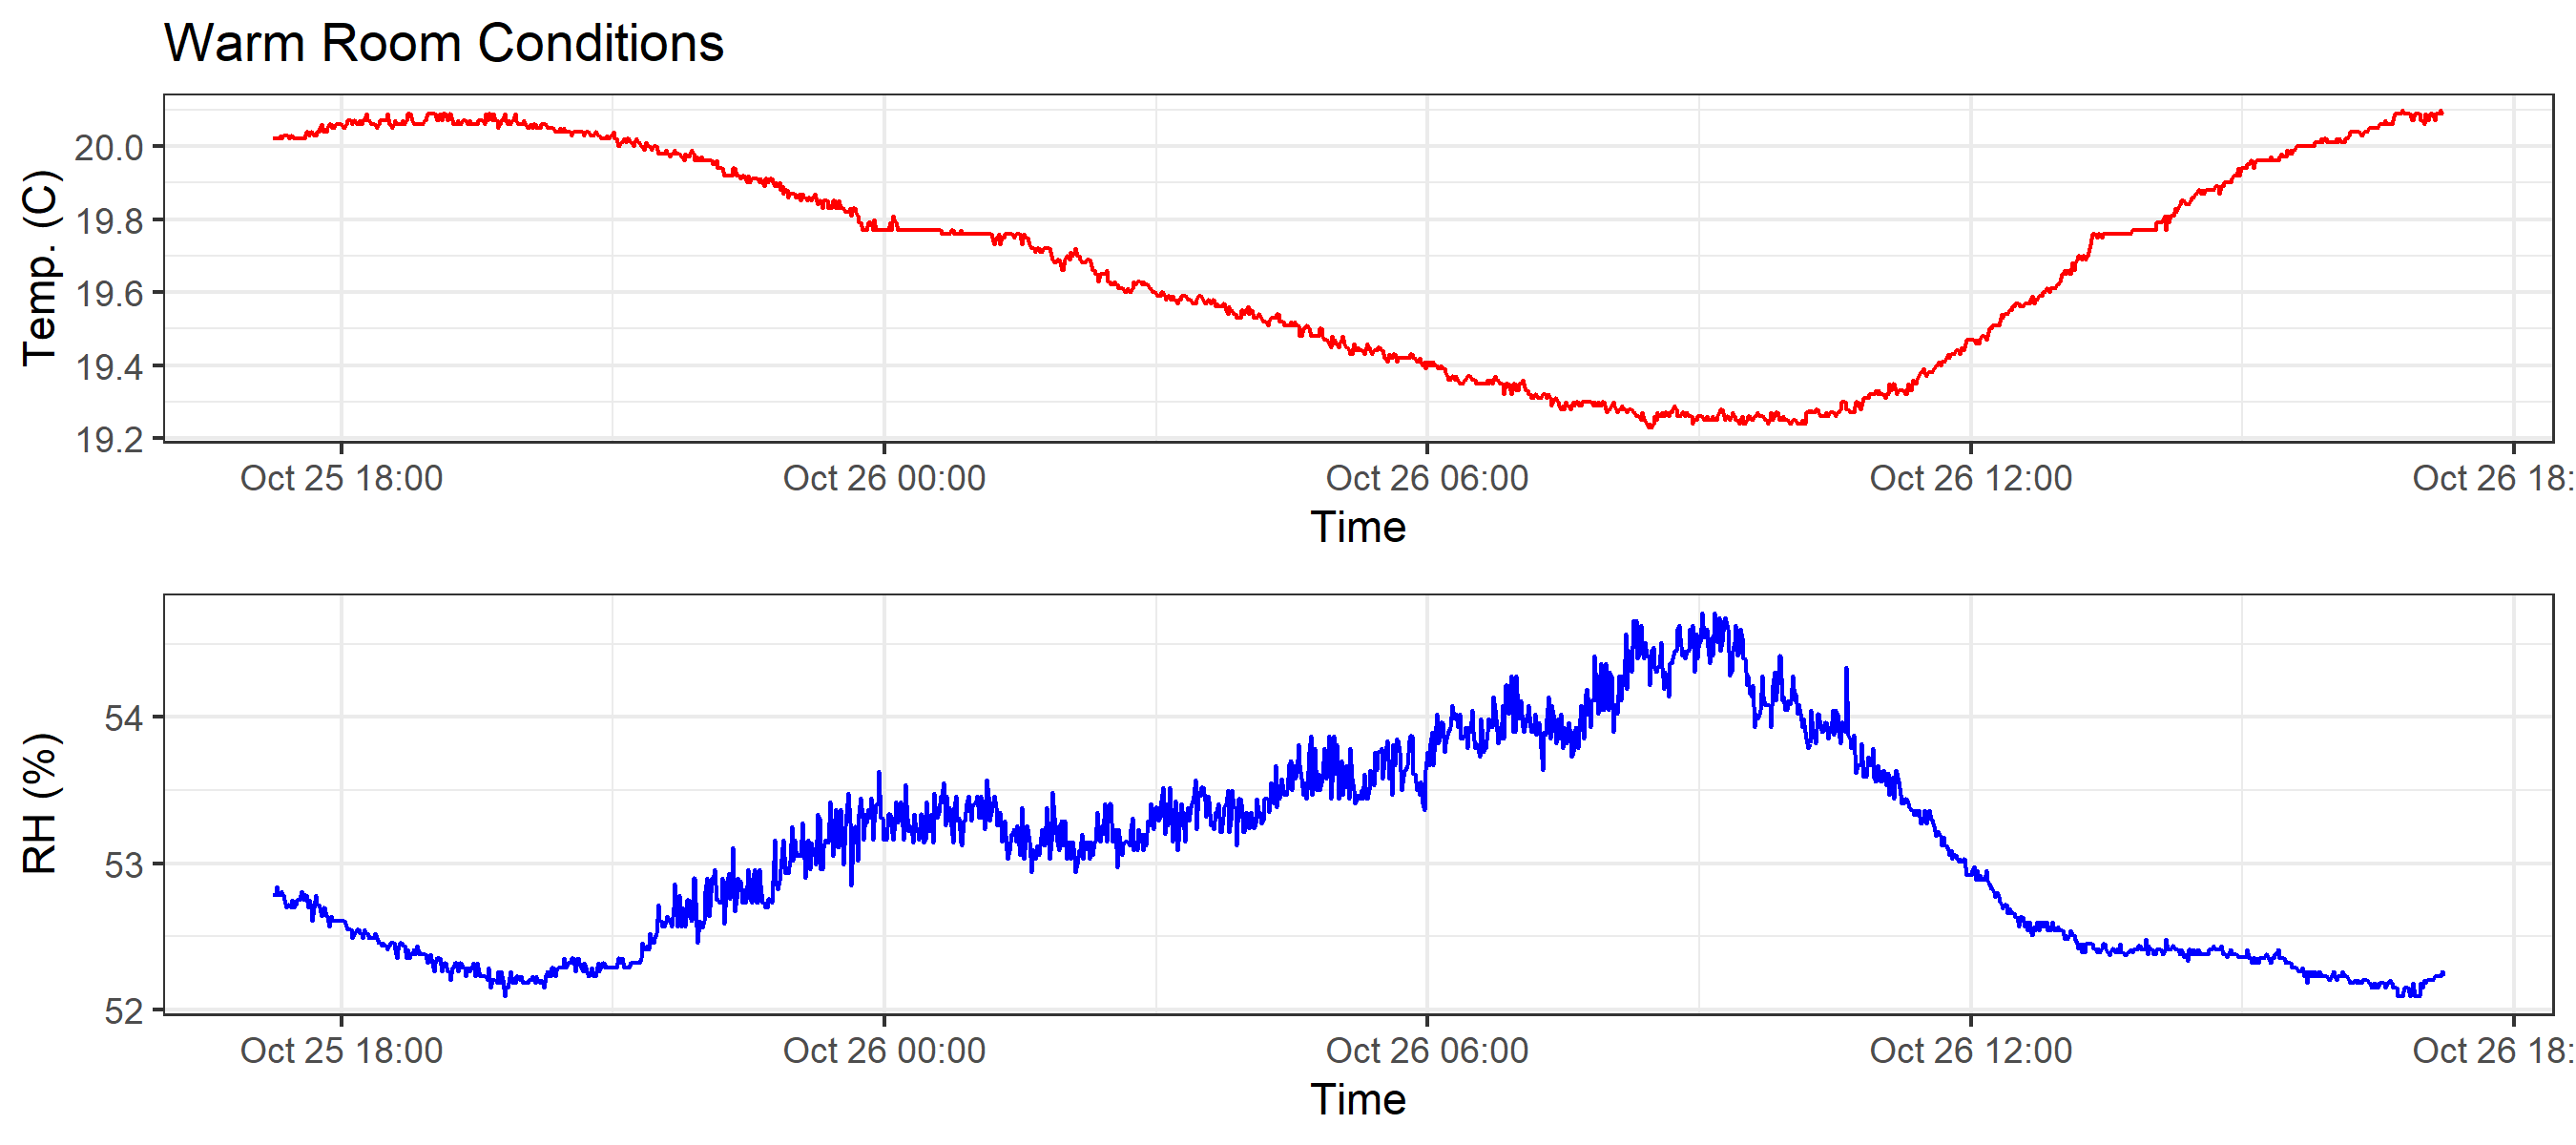 Warm Room Conditions
Temp. (C)
20.0
19.8
19.6
19.4
19.2
Oct 25 18:00 Oct 26 00:00 Oct 26 06:00 Oct 26 12:00 Oct 26 18:
Time
RH (%)
54
53
52
Oct 25 18:00 Oct 26 00:00 Oct 26 06:00 Oct 26 12:00 Oct 26 18:
Time